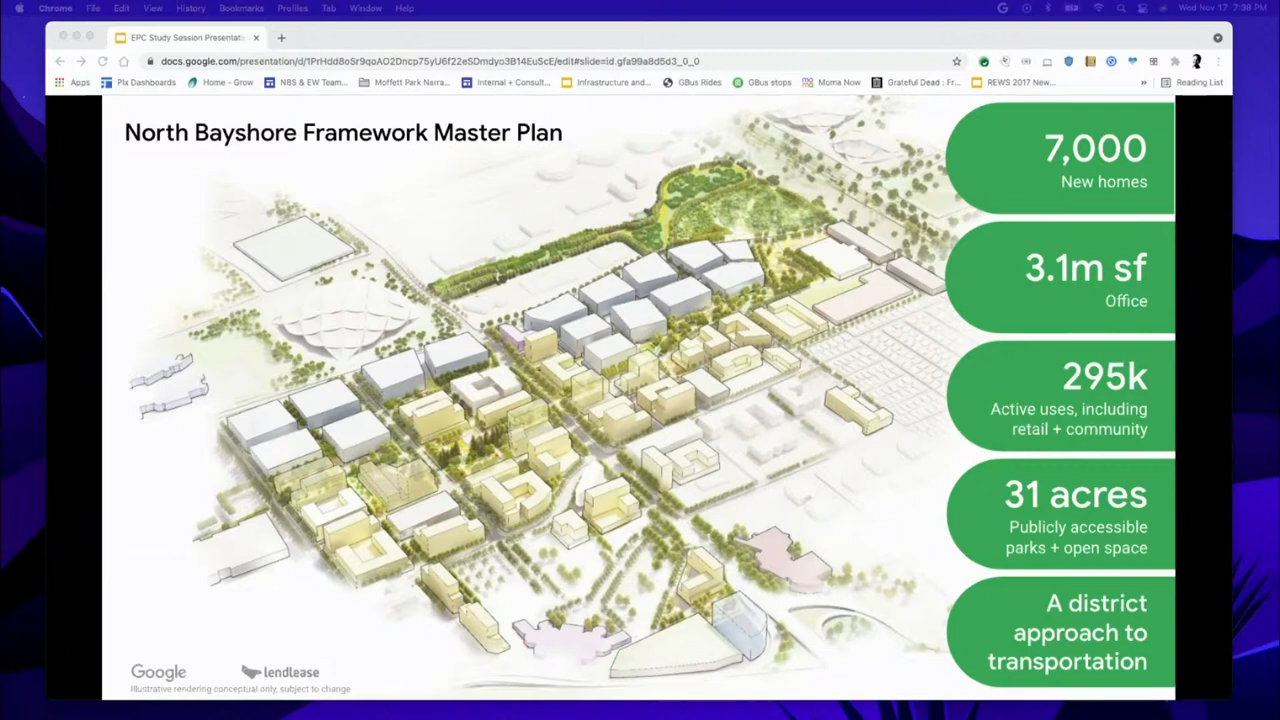 Chrome File Edit View History Bookmarks Profiles Tab Window Help
Wed Nov 17 7:38 PM
EPC Study Session Presentatic
docs.google.com/presentation/d/1PrHdd8oSr9qoAO2Dncp75yU6f22eSDmdyo3B14EuScE/edit#slide=id.gfa99a8d5d3_0_0
Apps Plx Dashboards Home - Grow NBS & EW Team... Moffett Park Narra... Internal + Consult... Infrastructure and... GBus Rides GBus stops Moma Now Grateful Dead : Fr... REWS 2017 New... » Reading List
North Bayshore Framework Master Plan
7,000
New homes
3.1m sf
Office
295k
Active uses, including
retail + community
31 acres
Publicly accessible
parks + open space
A district
approach to
transportation
Google lendlease
Illustrative rendering conceptual only, subject to change